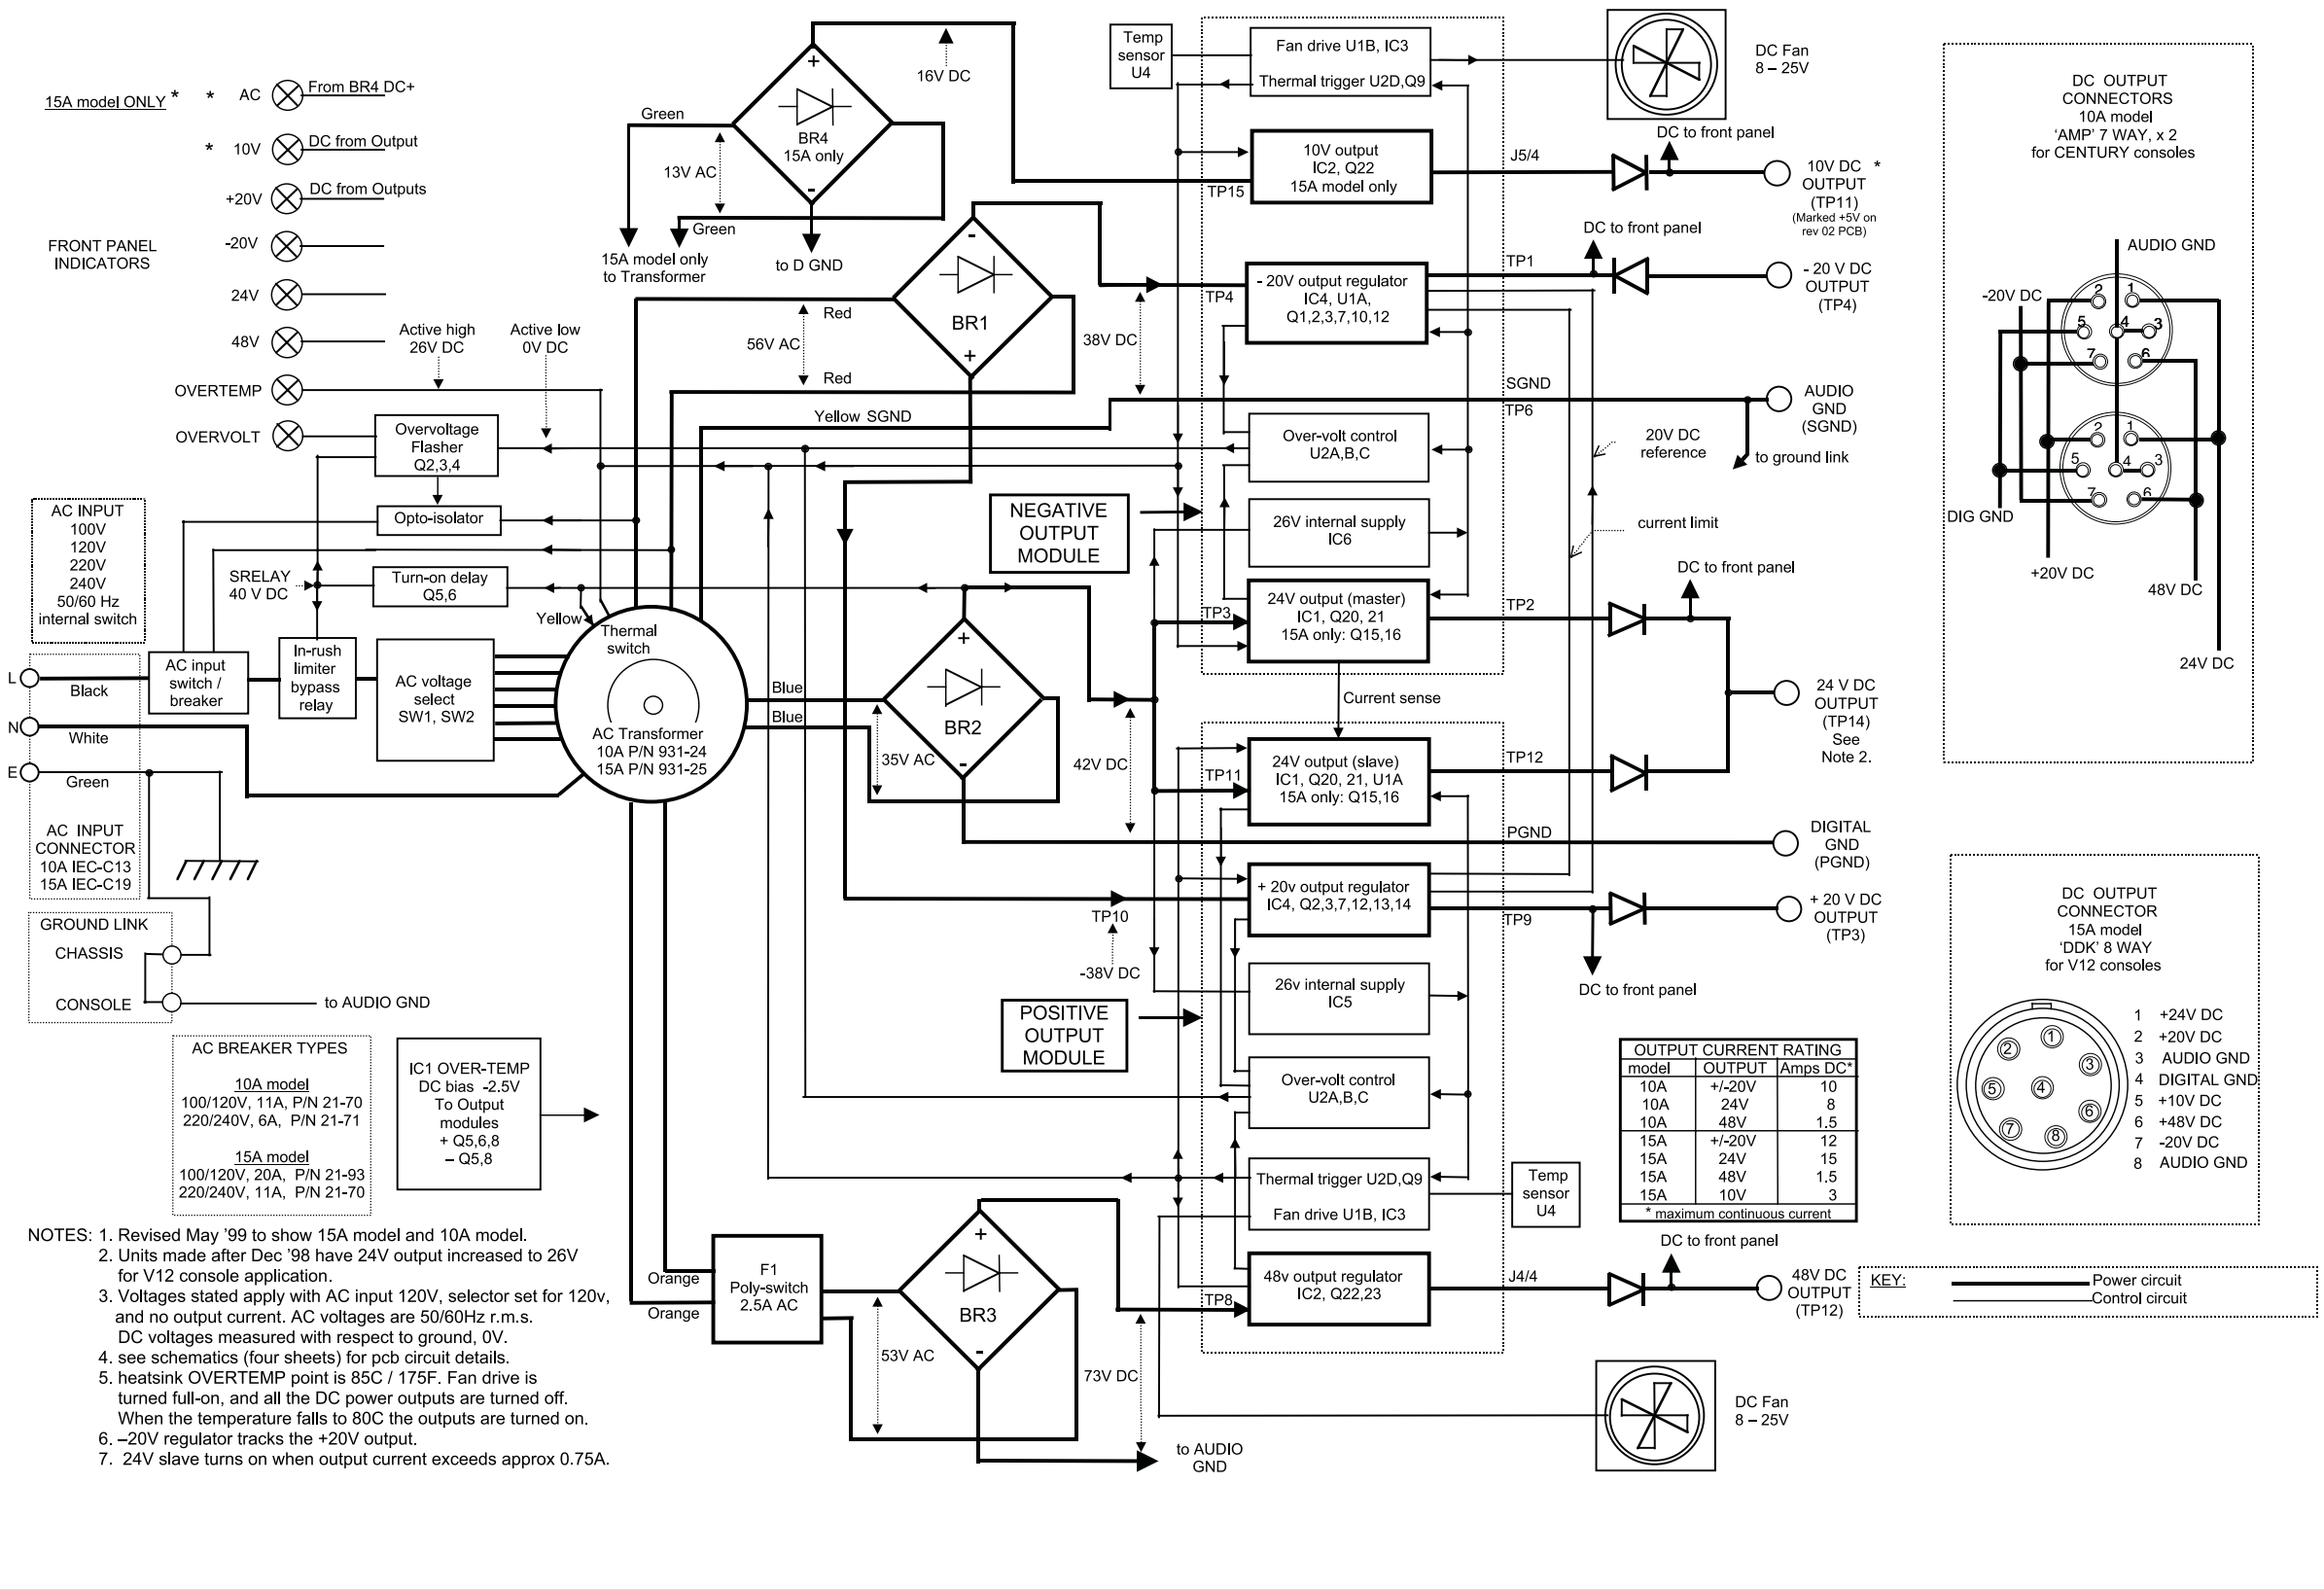 15A model ONLY *
* AC
From BR4 DC+
* 10V
DC from Output
+20V
DC from Outputs
-20V
FRONT PANEL
INDICATORS
24V
48V
OVERTEMP
OVERVOLT
Active high
26V DC
Active low
0V DC
Overvoltage
Flasher
Q2,3,4
Opto-isolator
Turn-on delay
Q5,6
SRELAY
40 V DC
AC INPUT
100V
120V
220V
240V
50/60 Hz
internal switch
L
Black
N
White
E
Green
AC input
switch /
breaker
In-rush
limiter
bypass
relay
AC voltage
select
SW1, SW2
AC INPUT
CONNECTOR
10A IEC-C13
15A IEC-C19
GROUND LINK
CHASSIS
CONSOLE
to AUDIO GND
AC BREAKER TYPES
10A model
100/120V, 11A, P/N 21-70
220/240V, 6A, P/N 21-71
15A model
100/120V, 20A, P/N 21-93
220/240V, 11A, P/N 21-70
IC1 OVER-TEMP
DC bias -2.5V
To Output
modules
+ Q5,6,8
– Q5,8
Yellow
Thermal
switch
AC Transformer
10A P/N 931-24
15A P/N 931-25
Green
13V AC
+
BR4
15A only
-
Green
15A model only
to Transformer
to D GND
16V DC
Red
56V AC
Red
-
BR1
+
Yellow SGND
38V DC
Blue
Blue
35V AC
+
BR2
-
42V DC
Orange
Orange
F1
Poly-switch
2.5A AC
53V AC
+
BR3
-
73V DC
to AUDIO
GND
NEGATIVE
OUTPUT
MODULE
POSITIVE
OUTPUT
MODULE
Temp
sensor
U4
Fan drive U1B, IC3
Thermal trigger U2D,Q9
DC Fan
8 – 25V
TP15
10V output
IC2, Q22
15A model only
J5/4
DC to front panel
10V DC *
OUTPUT
(TP11)
(Marked +5V on
rev 02 PCB)
TP4
- 20V output regulator
IC4, U1A,
Q1,2,3,7,10,12
TP1
DC to front panel
- 20 V DC
OUTPUT
(TP4)
SGND
TP6
AUDIO
GND
(SGND)
to ground link
Over-volt control
U2A,B,C
20V DC
reference
26V internal supply
IC6
current limit
TP3
24V output (master)
IC1, Q20, 21
15A only: Q15,16
TP2
DC to front panel
Current sense
24 V DC
OUTPUT
(TP14)
See
Note 2.
TP11
24V output (slave)
IC1, Q20, 21, U1A
15A only: Q15,16
TP12
PGND
DIGITAL
GND
(PGND)
TP10
-38V DC
+ 20v output regulator
IC4, Q2,3,7,12,13,14
TP9
+ 20 V DC
OUTPUT
(TP3)
DC to front panel
26v internal supply
IC5
Over-volt control
U2A,B,C
Thermal trigger U2D,Q9
Fan drive U1B, IC3
Temp
sensor
U4
TP8
48v output regulator
IC2, Q22,23
J4/4
DC to front panel
48V DC
OUTPUT
(TP12)
DC Fan
8 – 25V
OUTPUT CURRENT RATING
model OUTPUT Amps DC*
10A +/-20V 10
10A 24V 8
10A 48V 1.5
15A +/-20V 12
15A 24V 15
15A 48V 1.5
15A 10V 3
* maximum continuous current
DC OUTPUT
CONNECTORS
10A model
‘AMP’ 7 WAY, x 2
for CENTURY consoles
AUDIO GND
-20V DC
2 1
5 4 3
7 6
2 1
5 4 3
7 6
DIG GND
+20V DC
48V DC
24V DC
DC OUTPUT
CONNECTOR
15A model
‘DDK’ 8 WAY
for V12 consoles
1
2 3
5 4
6
7 8
1 +24V DC
2 +20V DC
3 AUDIO GND
4 DIGITAL GND
5 +10V DC
6 +48V DC
7 -20V DC
8 AUDIO GND
KEY:
Power circuit
Control circuit
NOTES: 1. Revised May ’99 to show 15A model and 10A model.
2. Units made after Dec ’98 have 24V output increased to 26V
for V12 console application.
3. Voltages stated apply with AC input 120V, selector set for 120v,
and no output current. AC voltages are 50/60Hz r.m.s.
DC voltages measured with respect to ground, 0V.
4. see schematics (four sheets) for pcb circuit details.
5. heatsink OVERTEMP point is 85C / 175F. Fan drive is
turned full-on, and all the DC power outputs are turned off.
When the temperature falls to 80C the outputs are turned on.
6. –20V regulator tracks the +20V output.
7. 24V slave turns on when output current exceeds approx 0.75A.